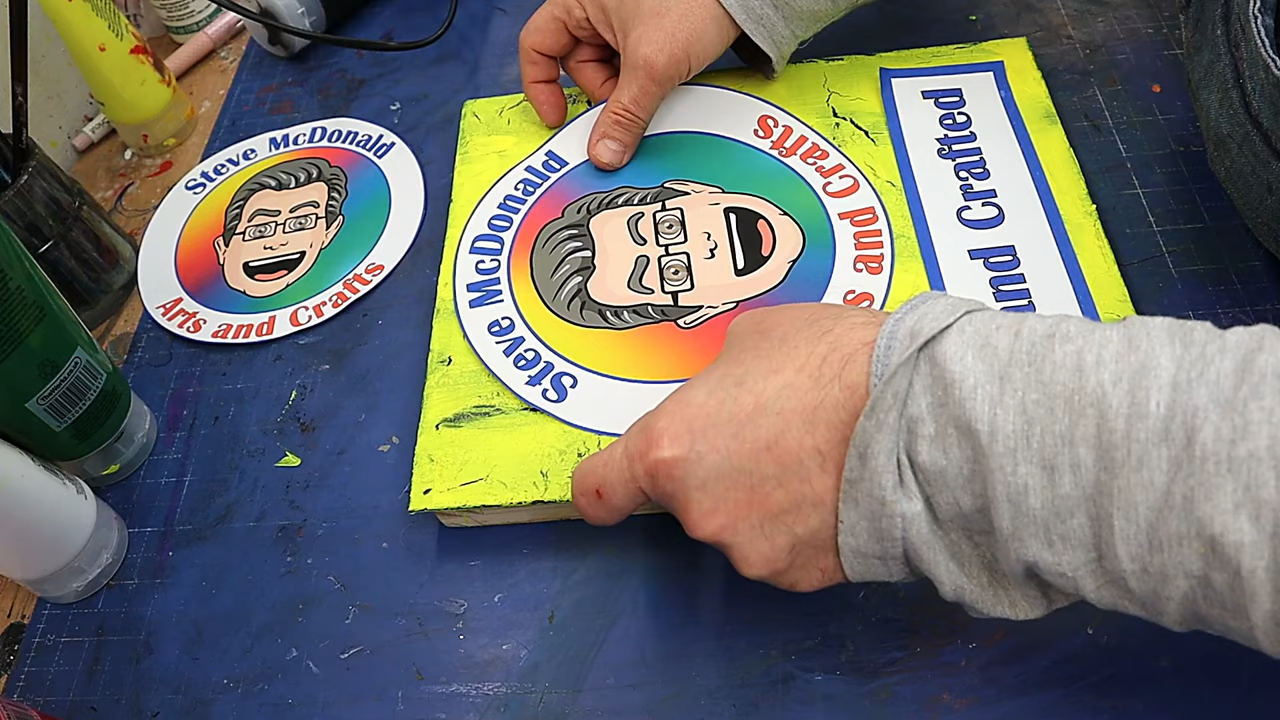 Steve McDonald
Arts and Crafts
Steve McDonald
and Crafts
and Crafted